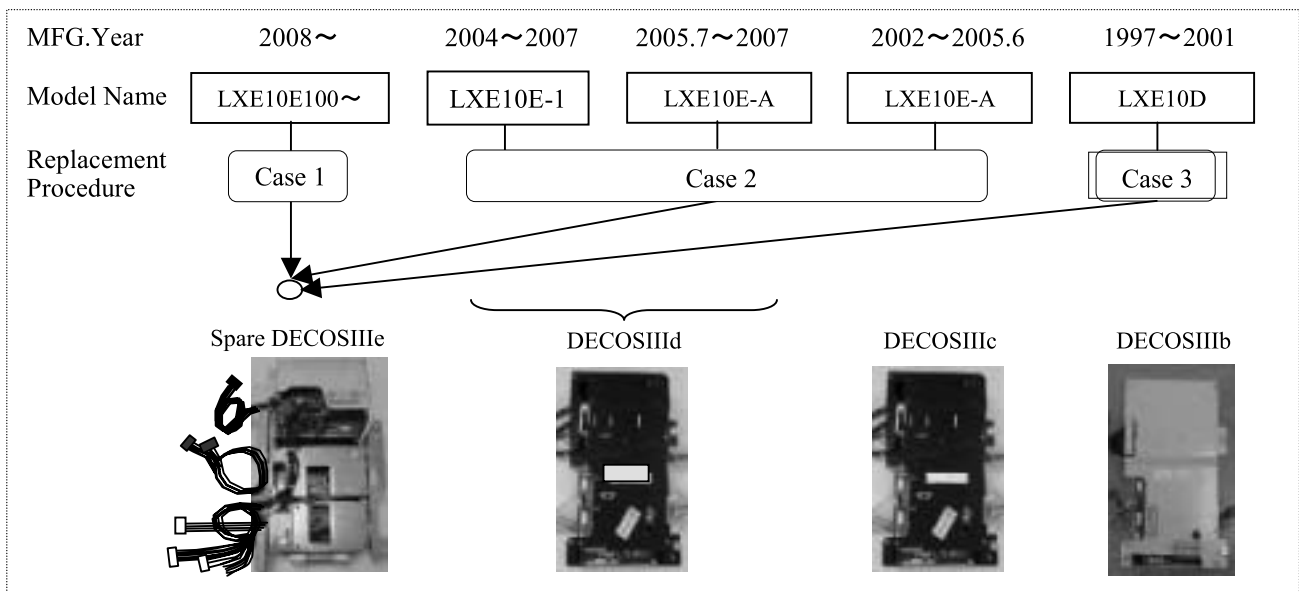 MFG.Year 2008～ 2004～2007 2005.7～2007 2002～2005.6 1997～2001
Model Name LXE10E100～ LXE10E-1 LXE10E-A LXE10E-A LXE10D
Replacement
Procedure
Case 1 Case 2 Case 3
Spare DECOSIIIe DECOSIIId DECOSIIIc DECOSIIIb